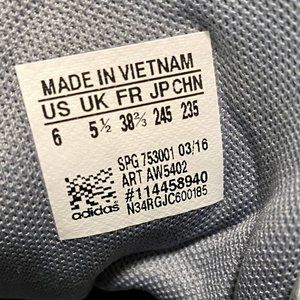 MADE IN VIETNAM
US UK FR JP CHN
6 5½ 38⅔ 245 235
SPG 753001 03/16
ART AW5402
#114458940
N34RGJC600185
adidas